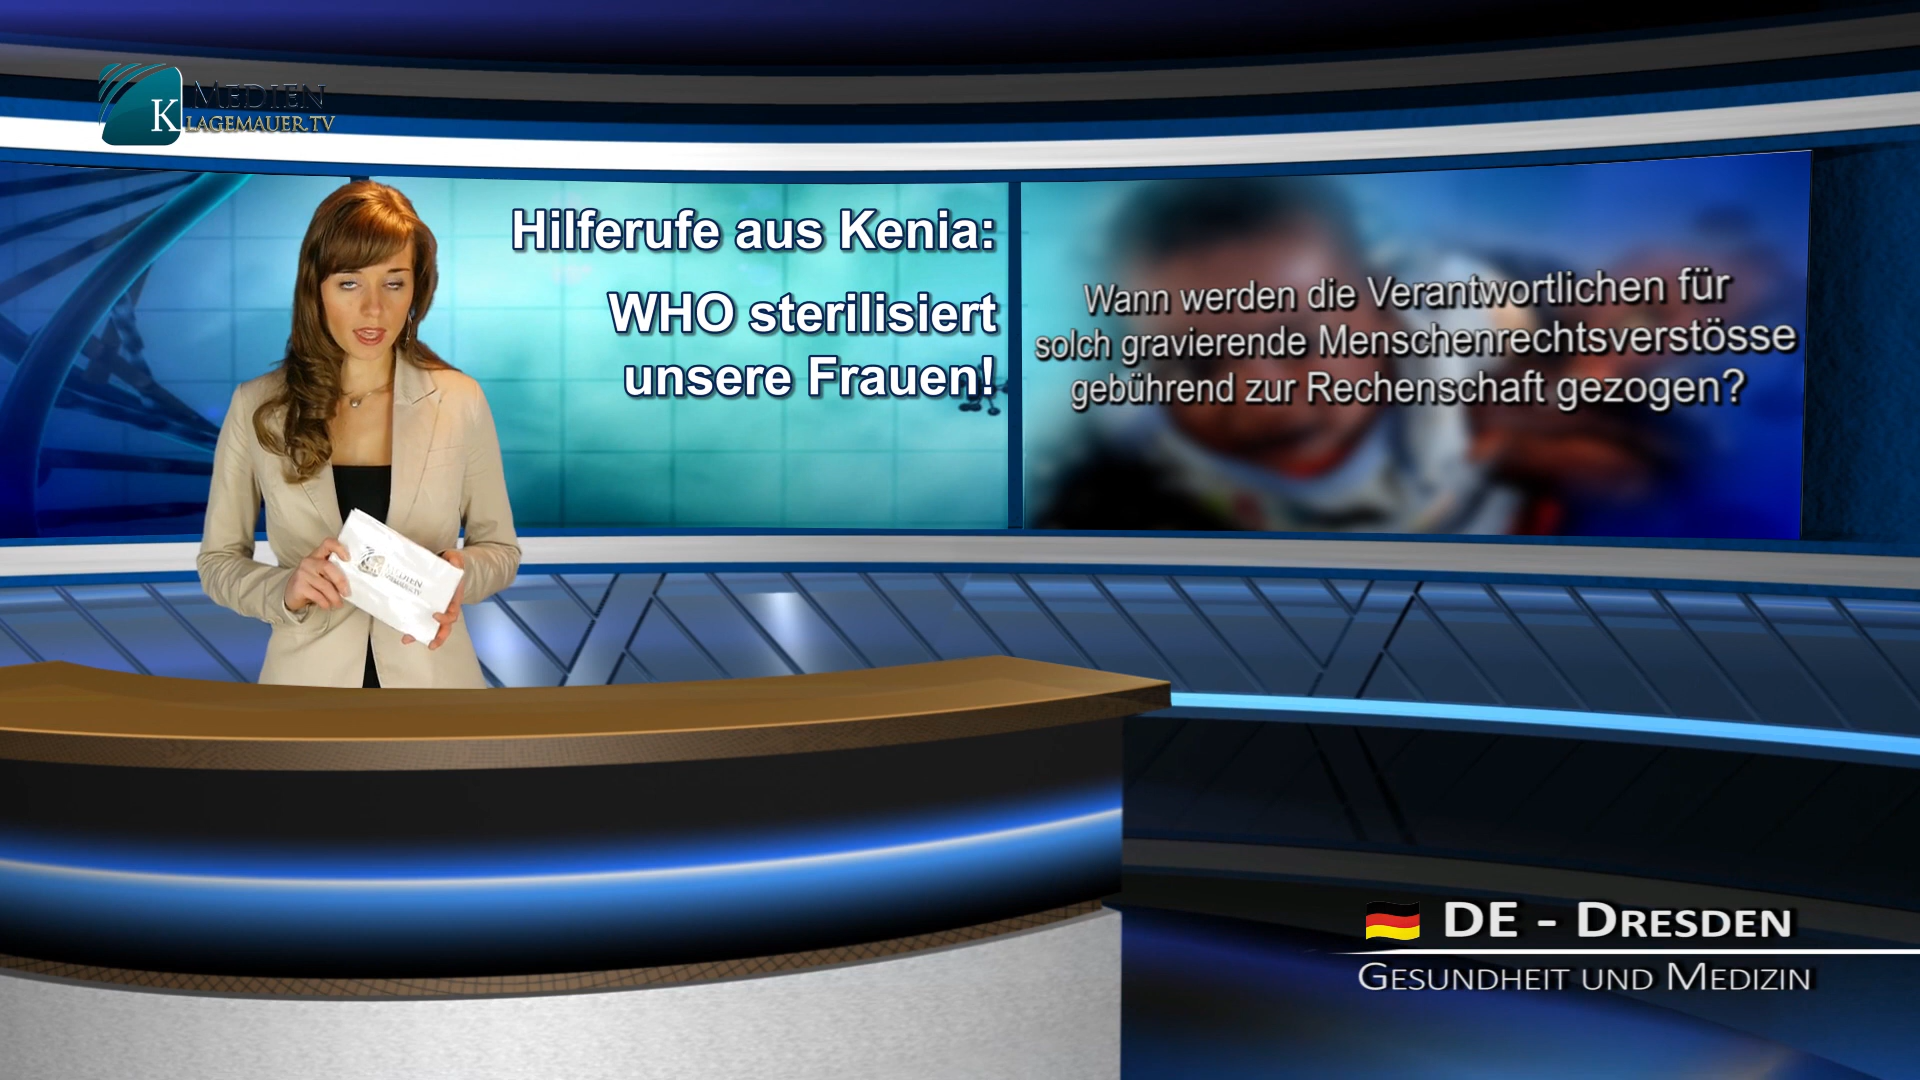 MEDIEN
KLAGEMAUER.TV
Hilferufe aus Kenia:
WHO sterilisiert
unsere Frauen!
Wann werden die Verantwortlichen für
solch gravierende Menschenrechtsverstösse
gebührend zur Rechenschaft gezogen?
MEDIEN
DE - DRESDEN
GESUNDHEIT UND MEDIZIN